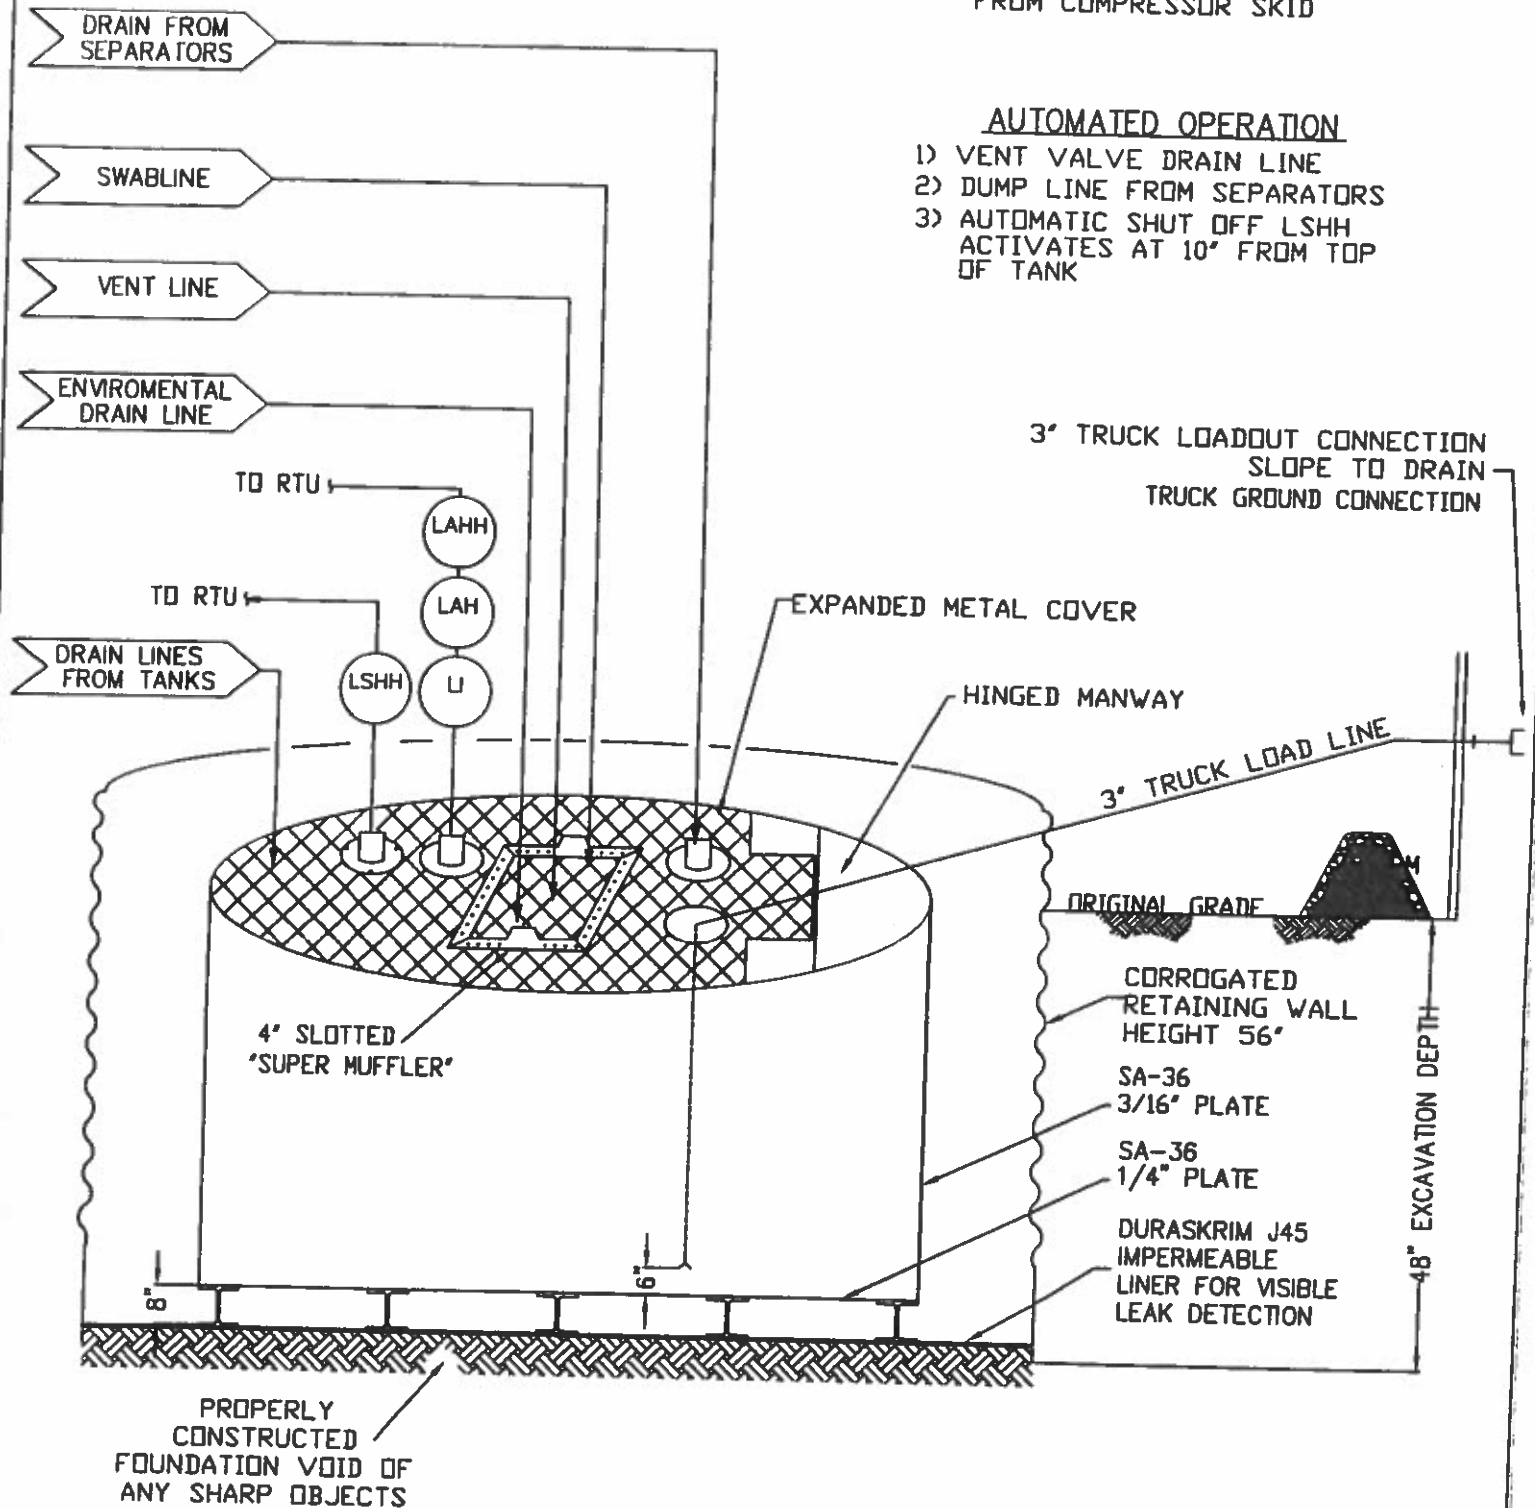 FROM COMPRESSOR SKID
DRAIN FROM
SEPARATORS
AUTOMATED OPERATION
1) VENT VALVE DRAIN LINE
2) DUMP LINE FROM SEPARATORS
3) AUTOMATIC SHUT OFF LSHH
ACTIVATES AT 10" FROM TOP
OF TANK
SWABLINE
VENT LINE
ENVIROMENTAL
DRAIN LINE
3" TRUCK LOADOUT CONNECTION
SLOPE TO DRAIN
TRUCK GROUND CONNECTION
TO RTU
LAHH
LAH
LI
TO RTU
LSHH
DRAIN LINES
FROM TANKS
EXPANDED METAL COVER
HINGED MANWAY
3" TRUCK LOAD LINE
ORIGINAL GRADE
4" SLOTTED
"SUPER MUFFLER"
CORROGATED
RETAINING WALL
HEIGHT 56"
SA-36
3/16" PLATE
SA-36
1/4" PLATE
DURASKRIM J45
IMPERMEABLE
LINER FOR VISIBLE
LEAK DETECTION
48" EXCAVATION DEPTH
8"
6"
PROPERLY
CONSTRUCTED
FOUNDATION VOID OF
ANY SHARP OBJECTS